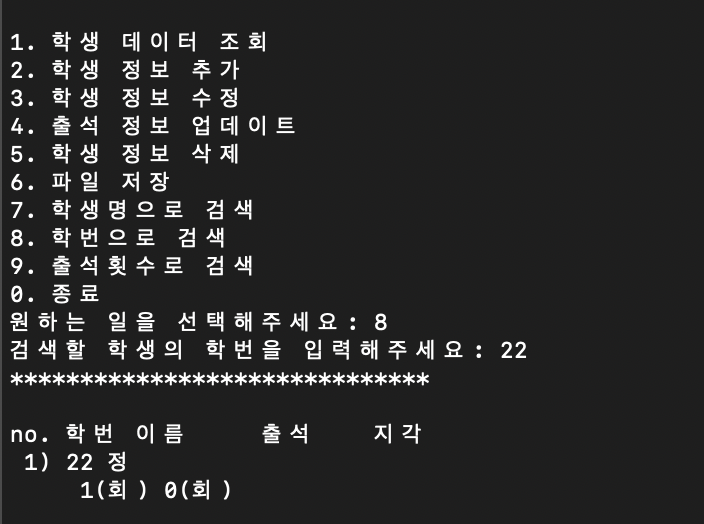 1. 학생 데이터 조회
2. 학생 정보 추가
3. 학생 정보 수정
4. 출석 정보 업데이트
5. 학생 정보 삭제
6. 파일 저장
7. 학생명으로 검색
8. 학번으로 검색
9. 출석횟수로 검색
0. 종료
원하는 일을 선택해주세요: 8
검색할 학생의 학번을 입력해주세요: 22
******************************
no. 학번 이름 출석 지각
1) 22 정
1(회) 0(회)